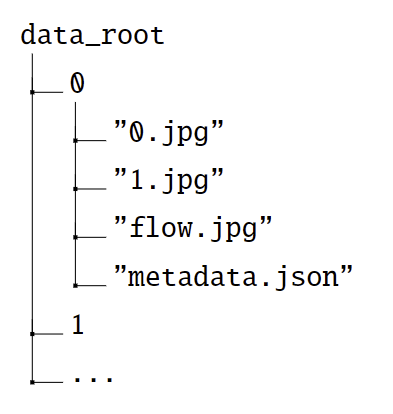 data_root
0
”0.jpg”
”1.jpg”
”flow.jpg”
”metadata.json”
1
...